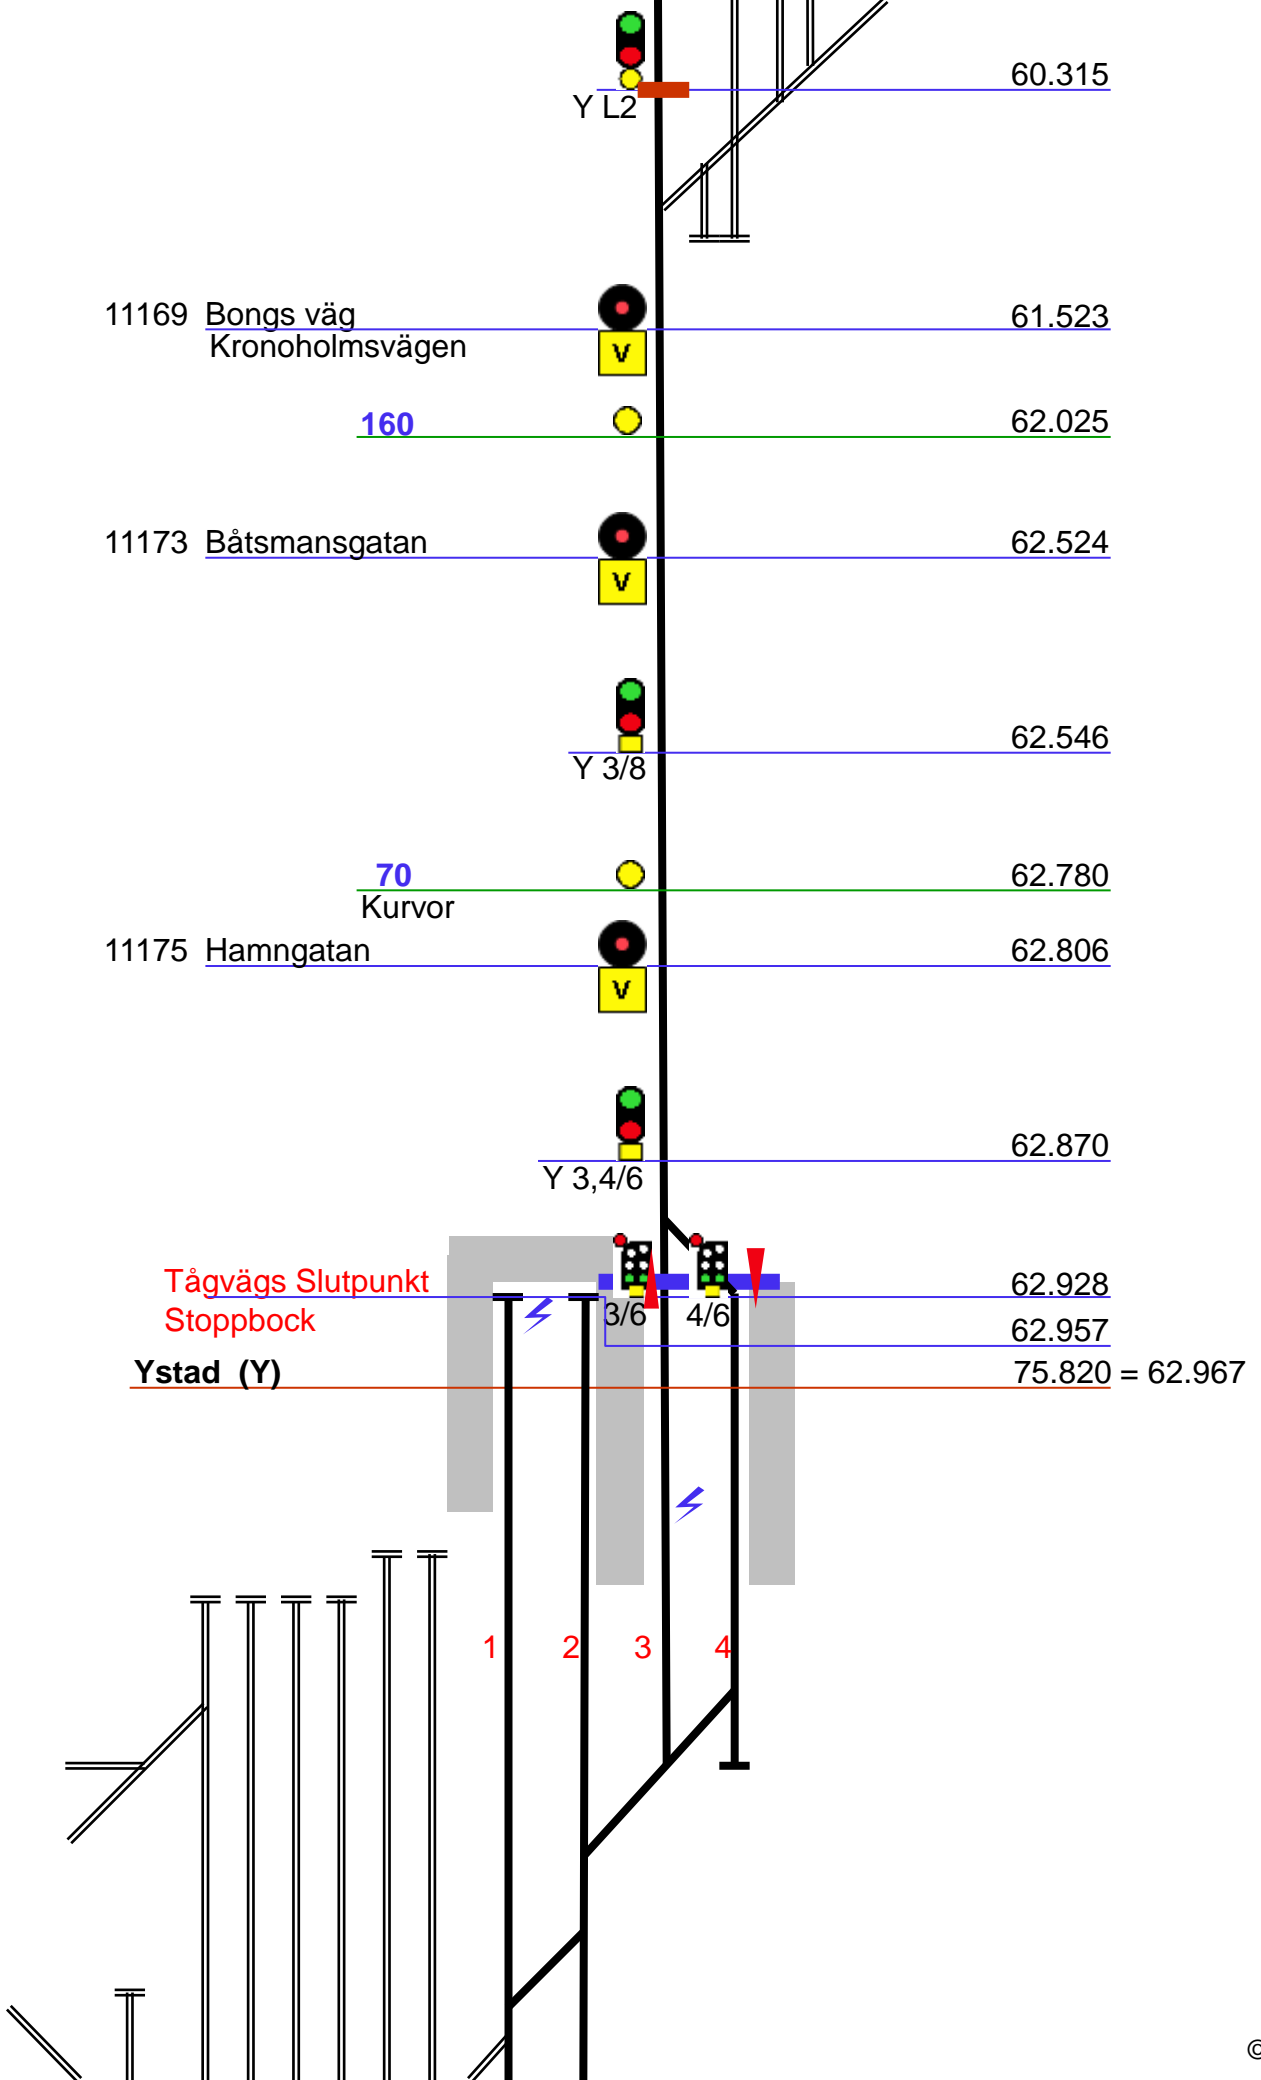 60.315
Y L2
11169 Bongs väg 61.523
Kronoholmsvägen
V
160 62.025
11173 Båtsmansgatan 62.524
V
62.546
Y 3/8
70 62.780
Kurvor
11175 Hamngatan 62.806
V
62.870
Y 3,4/6
Tågvägs Slutpunkt 62.928
Stoppbock 3/6 4/6 62.957
Ystad (Y) 75.820 = 62.967
1 2 3 4
©